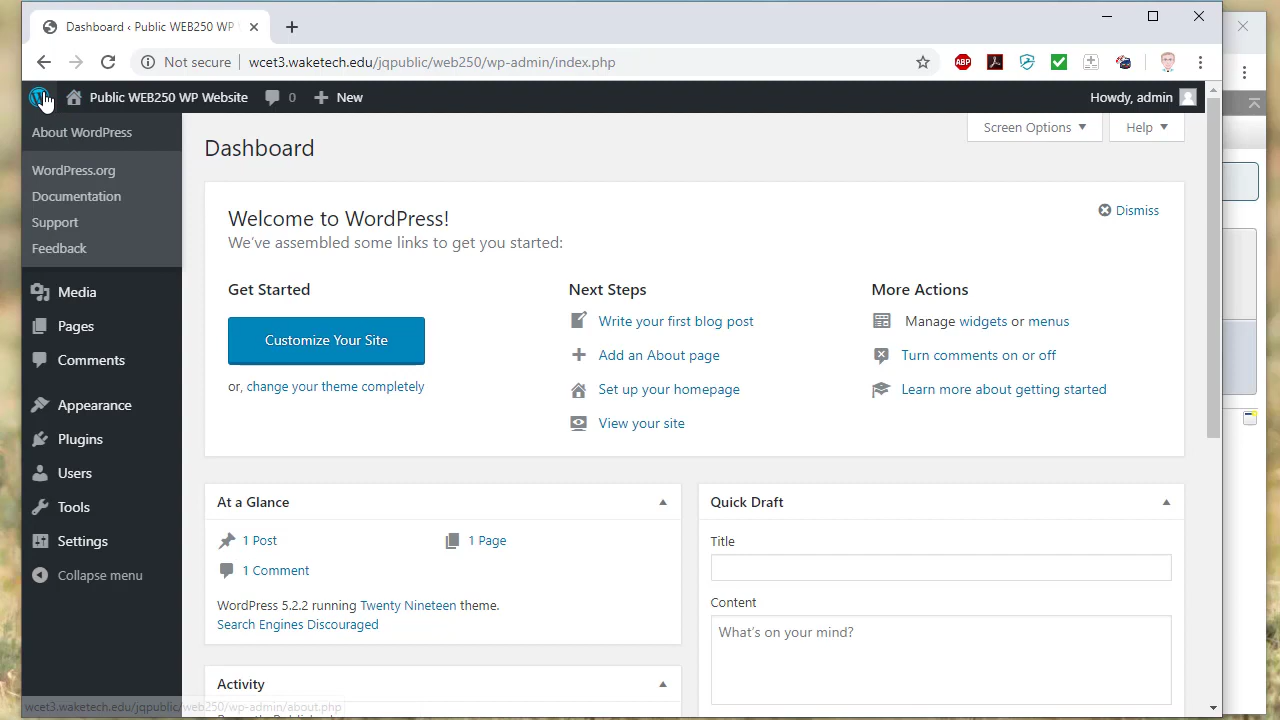 Dashboard ‹ Public WEB250 WP
Not secure | wcet3.waketech.edu/jqpublic/web250/wp-admin/index.php
ABP
Public WEB250 WP Website 0 New Howdy, admin
About WordPress
WordPress.org
Documentation
Support
Feedback
Media
Pages
Comments
Appearance
Plugins
Users
Tools
Settings
Collapse menu
Screen Options Help
Dashboard
Welcome to WordPress!
Dismiss
We've assembled some links to get you started:
Get Started
Customize Your Site
or, change your theme completely
Next Steps
Write your first blog post
Add an About page
Set up your homepage
View your site
More Actions
Manage widgets or menus
Turn comments on or off
Learn more about getting started
At a Glance
1 Post 1 Page
1 Comment
WordPress 5.2.2 running Twenty Nineteen theme.
Search Engines Discouraged
Activity
Quick Draft
Title
Content
What's on your mind?
wcet3.waketech.edu/jqpublic/web250/wp-admin/about.php